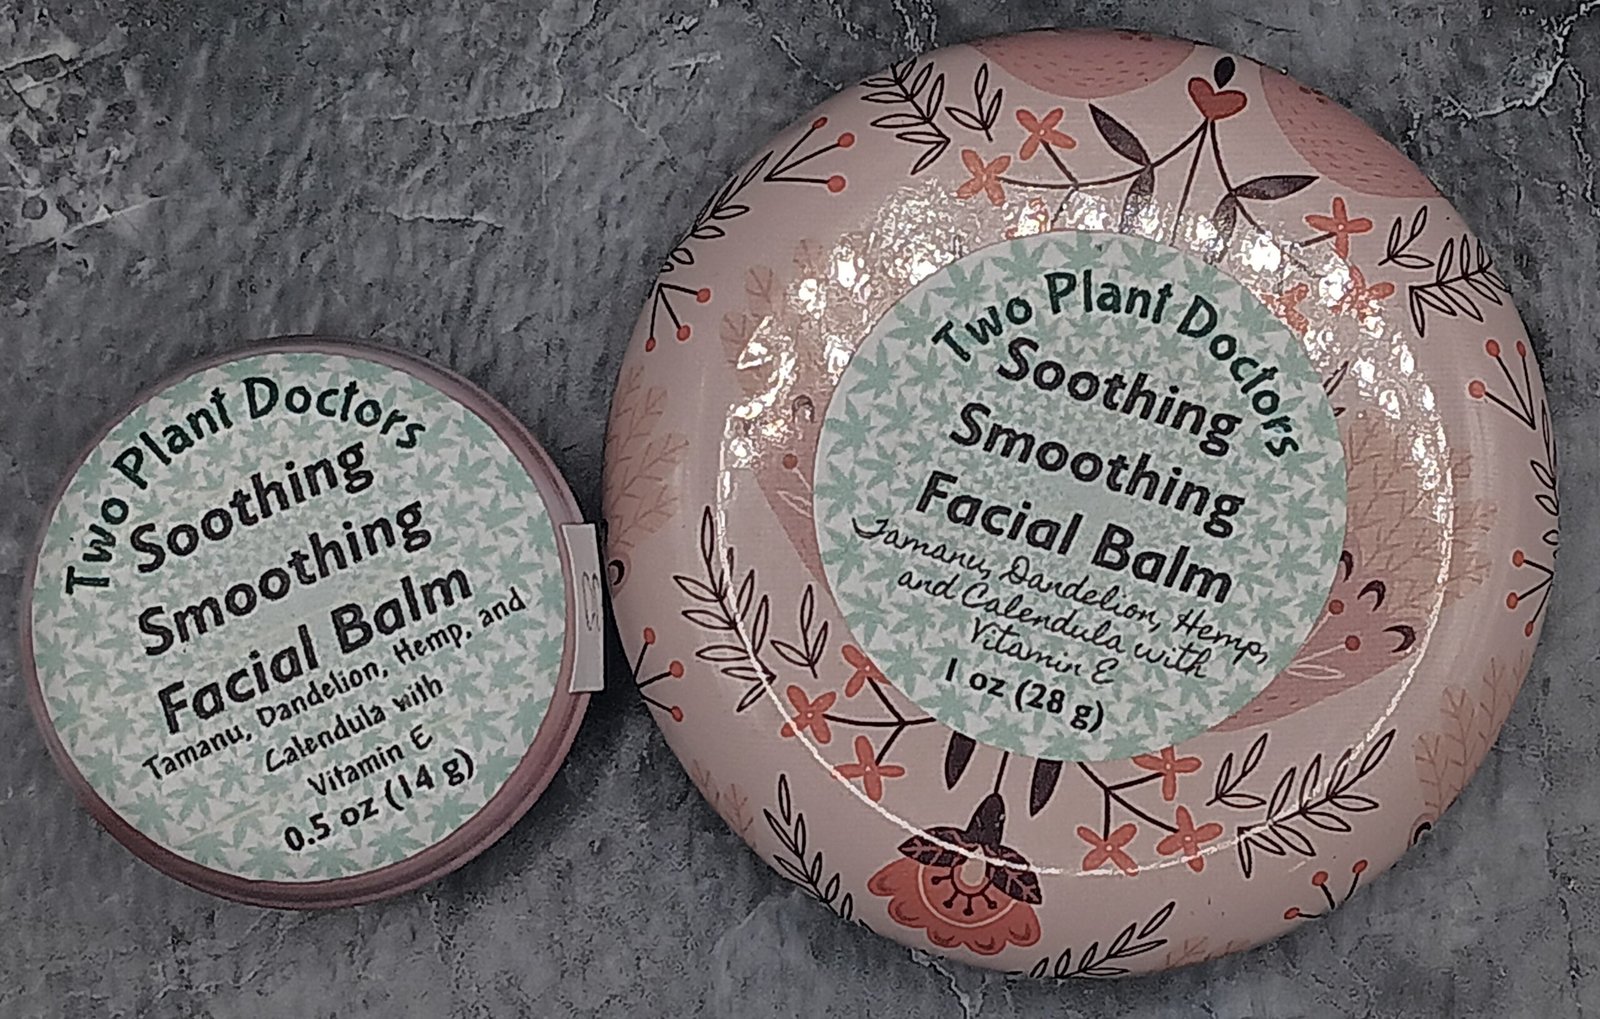 Two Plant Doctors
Soothing
Smoothing
Facial Balm
Tamanu, Dandelion, Hemp, and
Calendula with
Vitamin E
0.5 oz (14 g)
Two Plant Doctors
Soothing
Smoothing
Facial Balm
Tamanu, Dandelion, Hemp,
and Calendula with
Vitamin E
1 oz (28 g)